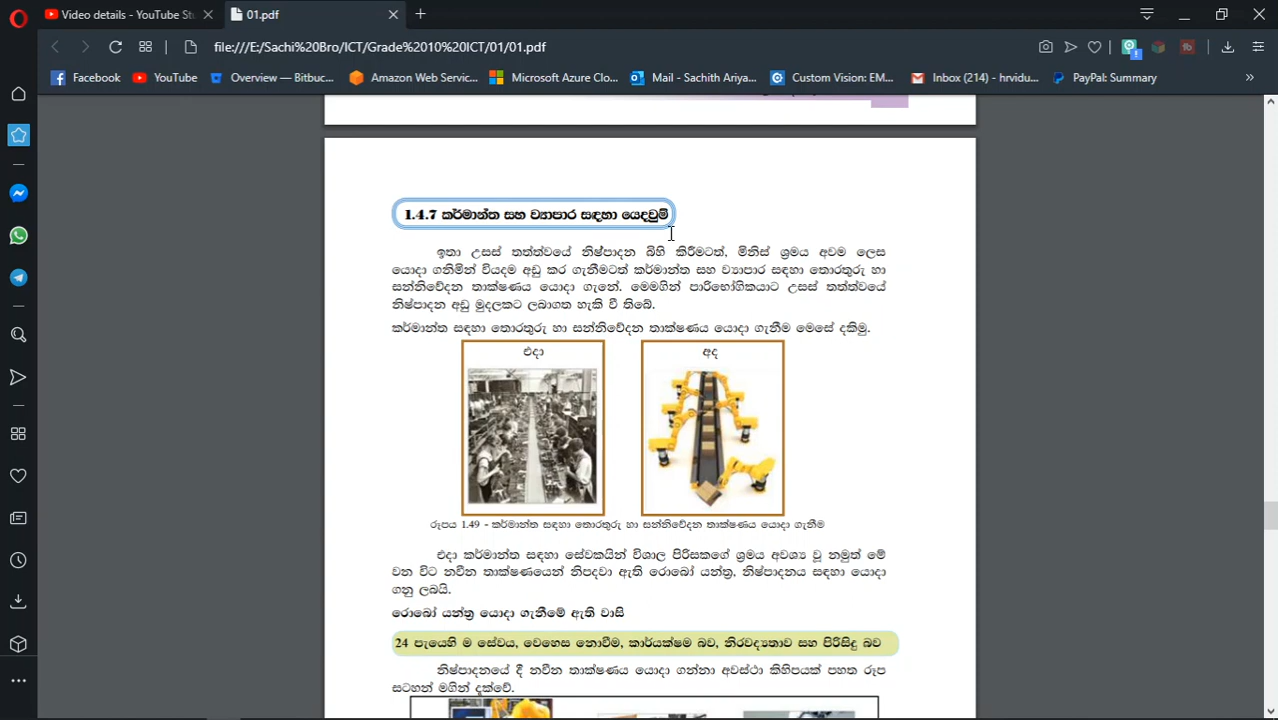 Video details - YouTube Stu
01.pdf
file:///E:/Sachi%20Bro/ICT/Grade%2010%20ICT/01/01.pdf
Facebook
YouTube
Overview — Bitbuc...
Amazon Web Servic...
Microsoft Azure Clo...
Mail - Sachith Ariya...
Custom Vision: EM...
Inbox (214) - hrvidu...
PayPal: Summary
1.4.7 කර්මාන්ත සහ ව්‍යාපාර සඳහා යෙදවුම්
ඉතා උසස් තත්ත්වයේ නිෂ්පාදන බිහි කිරීමටත්, මිනිස් ශ්‍රමය අවම ලෙස
යොදා ගනිමින් වියදම අඩු කර ගැනීමටත් කර්මාන්ත සහ ව්‍යාපාර සඳහා තොරතුරු හා
සන්නිවේදන තාක්ෂණය යොදා ගැනේ. මෙමගින් පාරිභෝගිකයාට උසස් තත්ත්වයේ
නිෂ්පාදන අඩු මුදලකට ලබාගත හැකි වී තිබේ.
කර්මාන්ත සඳහා තොරතුරු හා සන්නිවේදන තාක්ෂණය යොදා ගැනීම මෙසේ දකිමු.
එදා
අද
රූපය 1.49 - කර්මාන්ත සඳහා තොරතුරු හා සන්නිවේදන තාක්ෂණය යොදා ගැනීම
එදා කර්මාන්ත සඳහා සේවකයින් විශාල පිරිසකගේ ශ්‍රමය අවශ්‍ය වූ නමුත් මේ
වන විට නවීන තාක්ෂණයෙන් නිපදවා ඇති රොබෝ යන්ත්‍ර, නිෂ්පාදනය සඳහා යොදා
ගනු ලබයි.
රොබෝ යන්ත්‍ර යොදා ගැනීමේ ඇති වාසි
24 පැයෙහි ම සේවය, වෙහෙස නොවීම, කාර්යක්ෂම බව, නිරවද්‍යතාව සහ පිරිසිදු බව
නිෂ්පාදනයේ දී නවීන තාක්ෂණය යොදා ගන්නා අවස්ථා කිහිපයක් පහත රූප
සටහන් මගින් දැක්වේ.